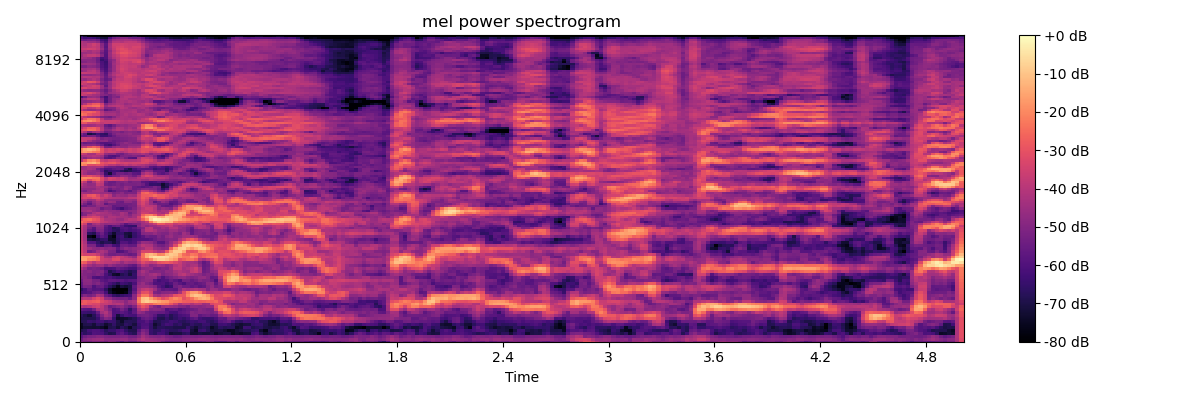 mel power spectrogram
8192
4096
2048
1024
512
0
Hz
0 0.6 1.2 1.8 2.4 3 3.6 4.2 4.8
Time
+0 dB
-10 dB
-20 dB
-30 dB
-40 dB
-50 dB
-60 dB
-70 dB
-80 dB